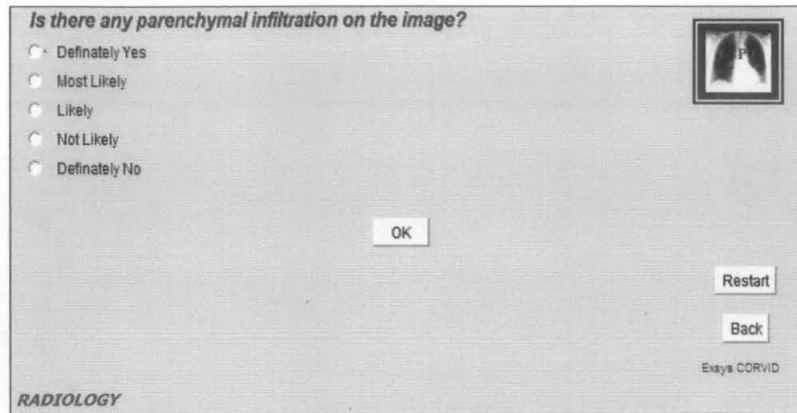 Is there any parenchymal infiltration on the image?
Definately Yes
Most Likely
Likely
Not Likely
Definately No
OK
Restart
Back
Exsys CORVID
RADIOLOGY